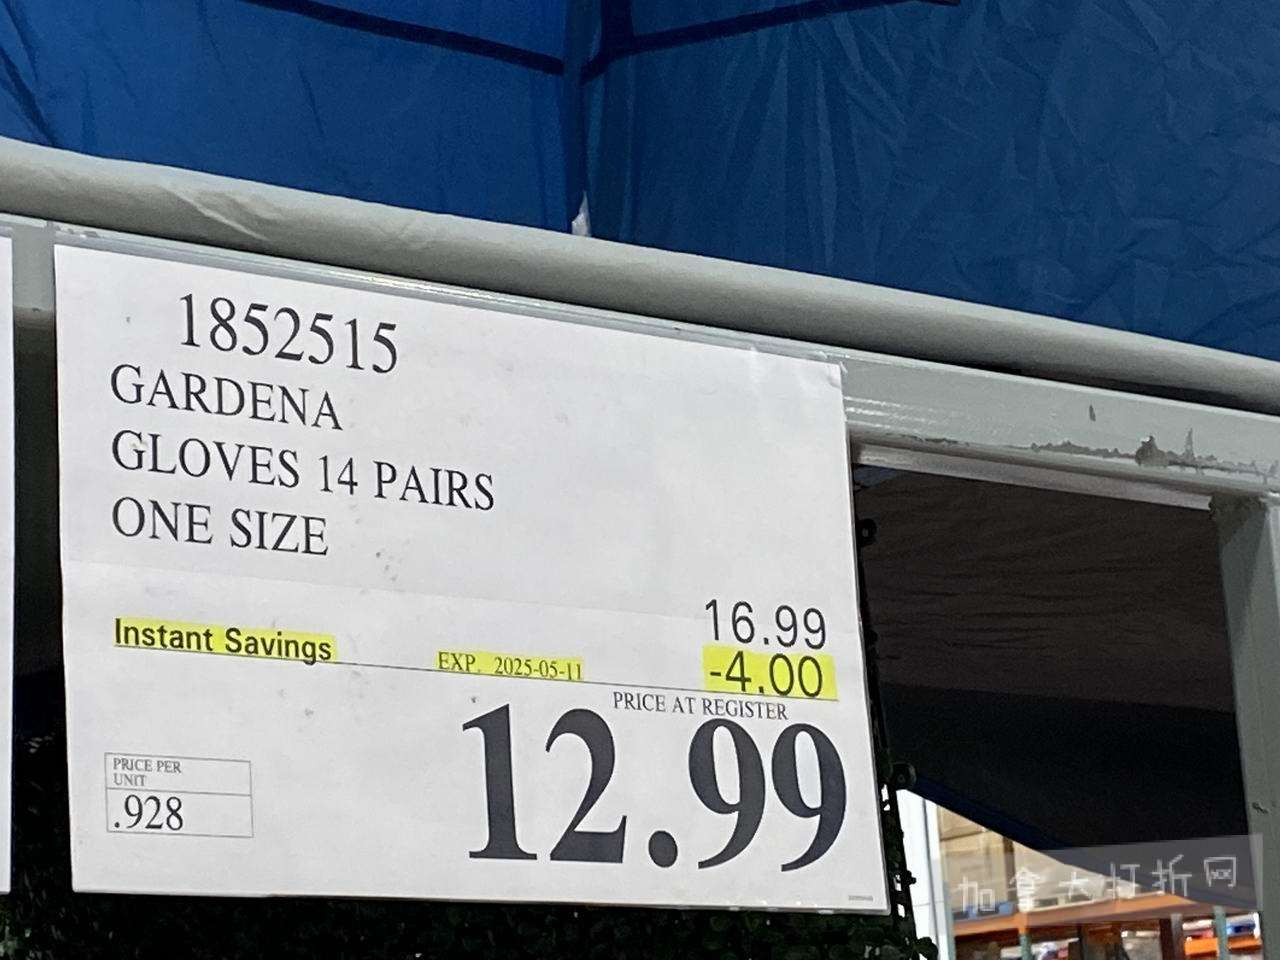 1852515
GARDENA
GLOVES 14 PAIRS
ONE SIZE
16.99
Instant Savings EXP. 2025-05-11 -4.00
PRICE AT REGISTER
12.99
PRICE PER
UNIT
.928
加拿大打折网